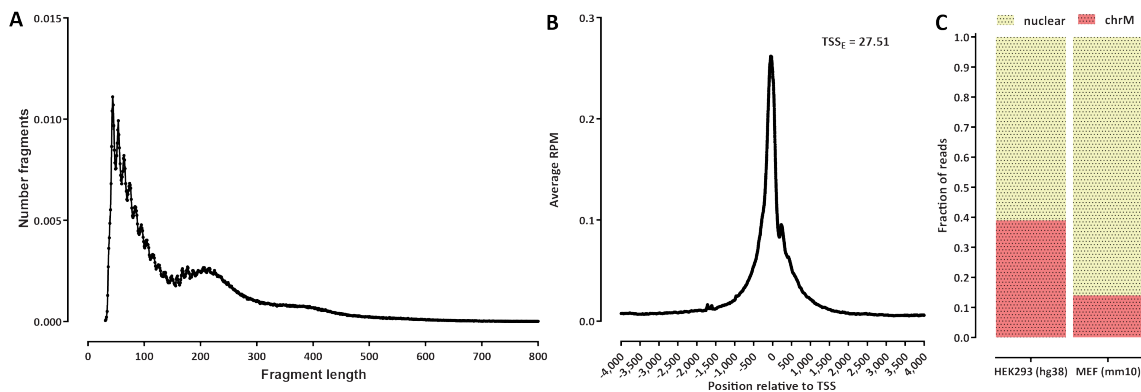 A
0.015
0.010
0.005
0.000
Number fragments
0 100 200 300 400 500 600 700 800
Fragment length
B
TSSE = 27.51
0.3
0.2
0.1
0.0
Average RPM
-4,000 -3,500 -3,000 -2,500 -2,000 -1,500 -1,000 -500 0 500 1,000 1,500 2,000 2,500 3,000 3,500 4,000
Position relative to TSS
C
nuclear chrM
1.0
0.9
0.8
0.7
0.6
0.5
0.4
0.3
0.2
0.1
0.0
Fraction of reads
HEK293 (hg38) MEF (mm10)